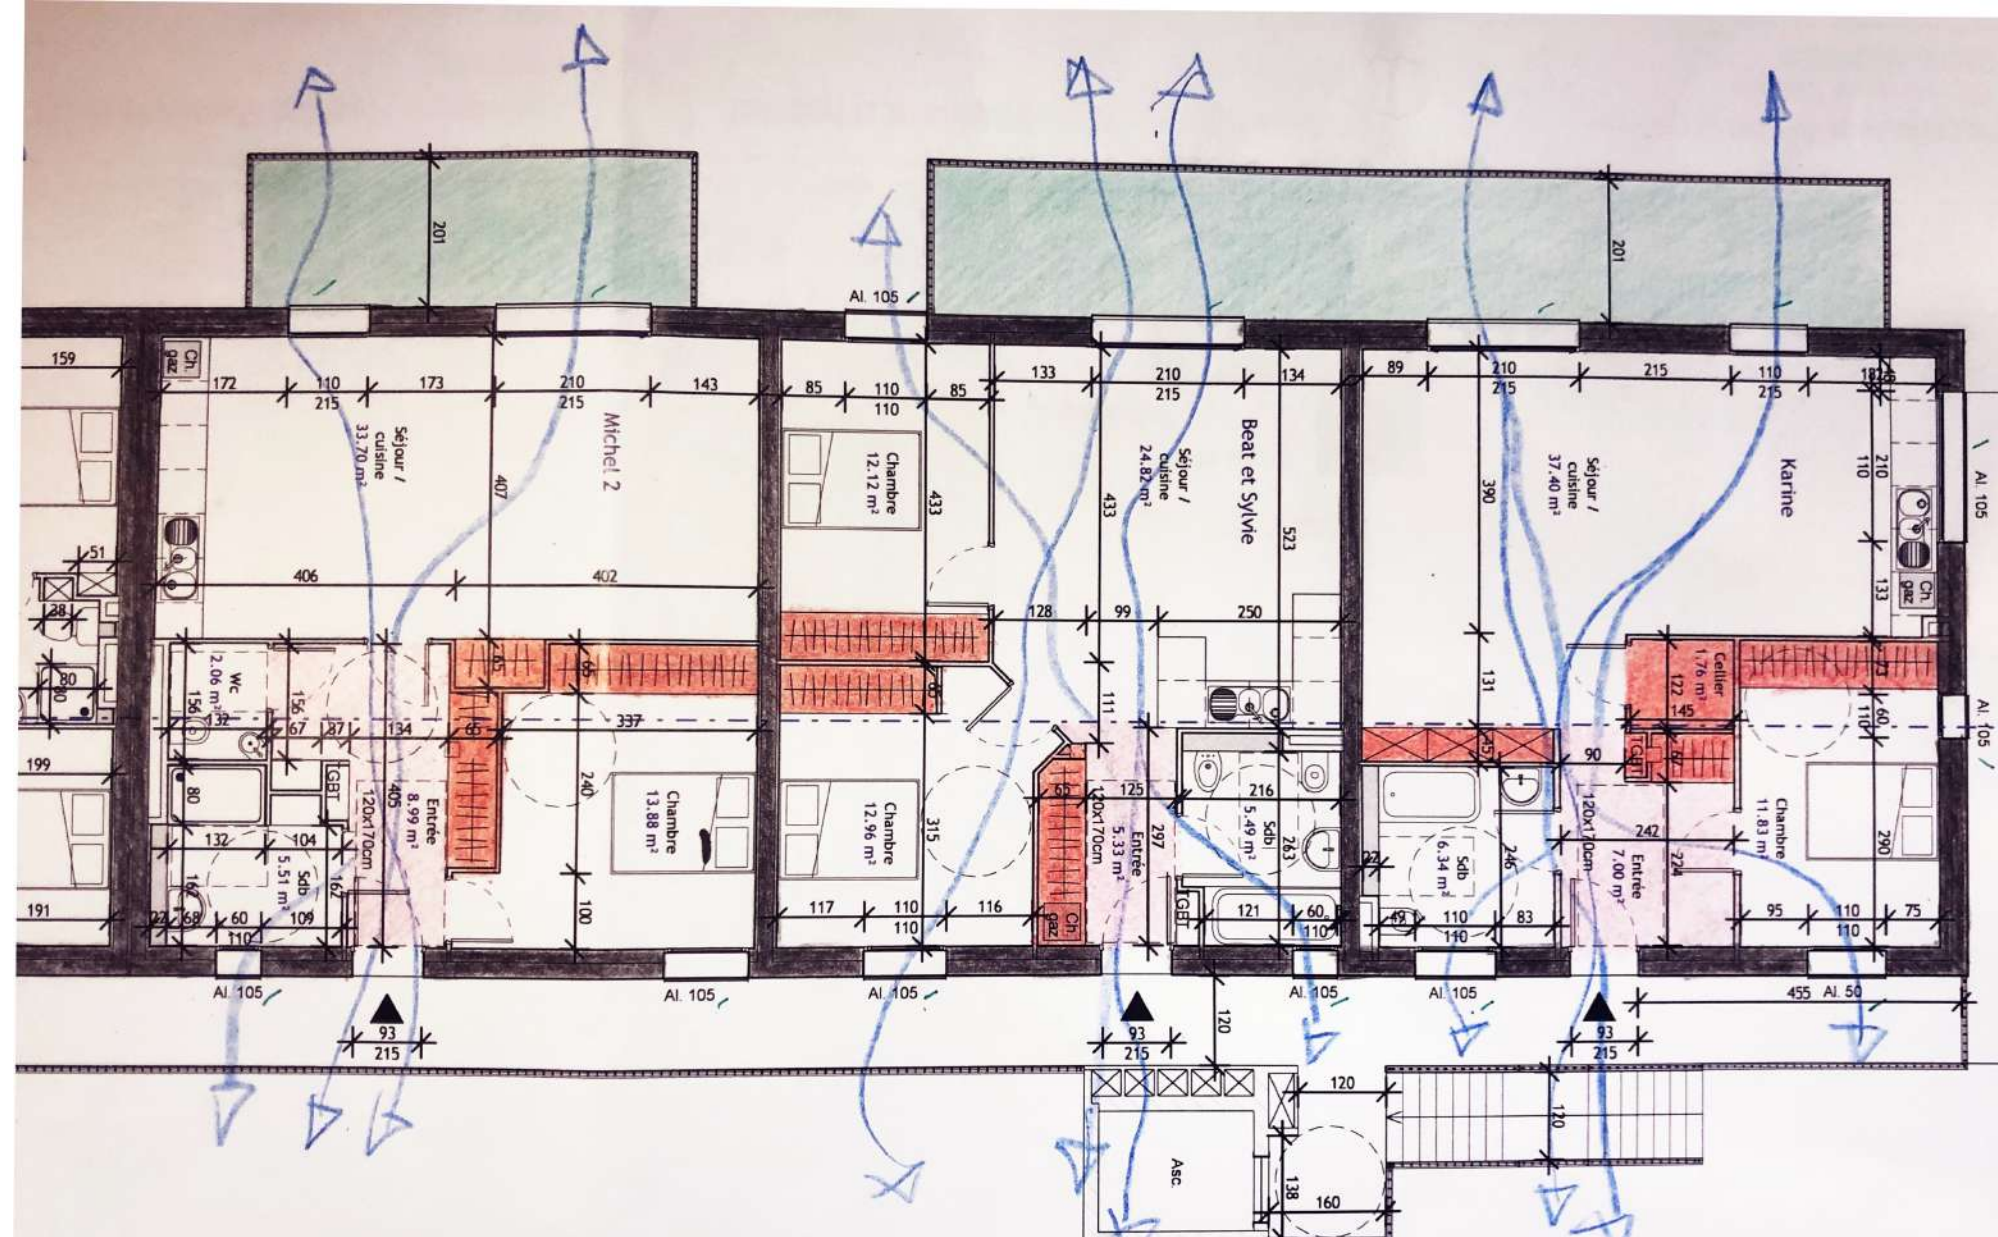 201
201
Al. 105
159
Ch.
gaz
172
110
215
173
210
215
143
85
110
110
85
133
210
215
134
89
210
215
215
110
215
Séjour /
cuisine
33.70 m²
Michel 2
407
Chambre
12.12 m²
433
Séjour /
cuisine
24.82 m²
433
Beat et Sylvie
523
390
Séjour /
cuisine
37.40 m²
Karine
210
110
Al. 105
51
406
402
133
Ch.
gaz
38
128
99
250
Wc
2.06 m²
65
65
65
111
131
Cellier
1.76 m²
122
73
80
80
156
132
156
67
87
134
65
337
145
60
110
Al. 105
45
90
TGBT
67
199
80
GBT
405
120x170cm
Entrée
8.99 m²
240
Chambre
13.88 m²
Chambre
12.96 m²
315
65
125
120x170cm
297
Entrée
5.33 m²
216
Sdb
5.49 m²
263
Sdb
6.34 m²
246
120x170cm
242
Entrée
7.00 m²
224
Chambre
11.83 m²
290
132
104
162
Sdb
5.51 m²
162
191
22
68
60
110
109
100
117
110
110
116
Ch.
gaz
TGBT
121
60
110
22
49
110
110
83
95
110
110
75
Al. 105
Al. 105
Al. 105
Al. 105
Al. 105
455
Al. 50
93
215
93
215
120
93
215
120
120
Asc.
138
160